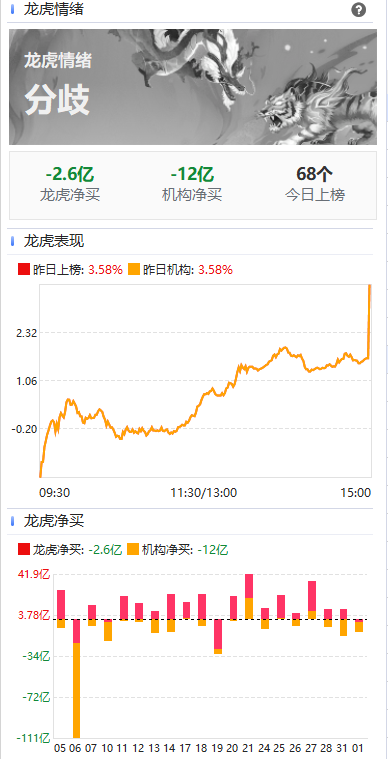 龙虎情绪
?
龙虎情绪
分歧
-2.6亿 -12亿 68个
龙虎净买 机构净买 今日上榜
龙虎表现
昨日上榜: 3.58% 昨日机构: 3.58%
2.32
1.06
-0.20
09:30 11:30/13:00 15:00
龙虎净买
龙虎净买: -2.6亿 机构净买: -12亿
41.9亿
3.78亿
-34亿
-72亿
-111亿
05 06 07 10 11 12 13 14 17 18 19 20 21 24 25 26 27 28 31 01